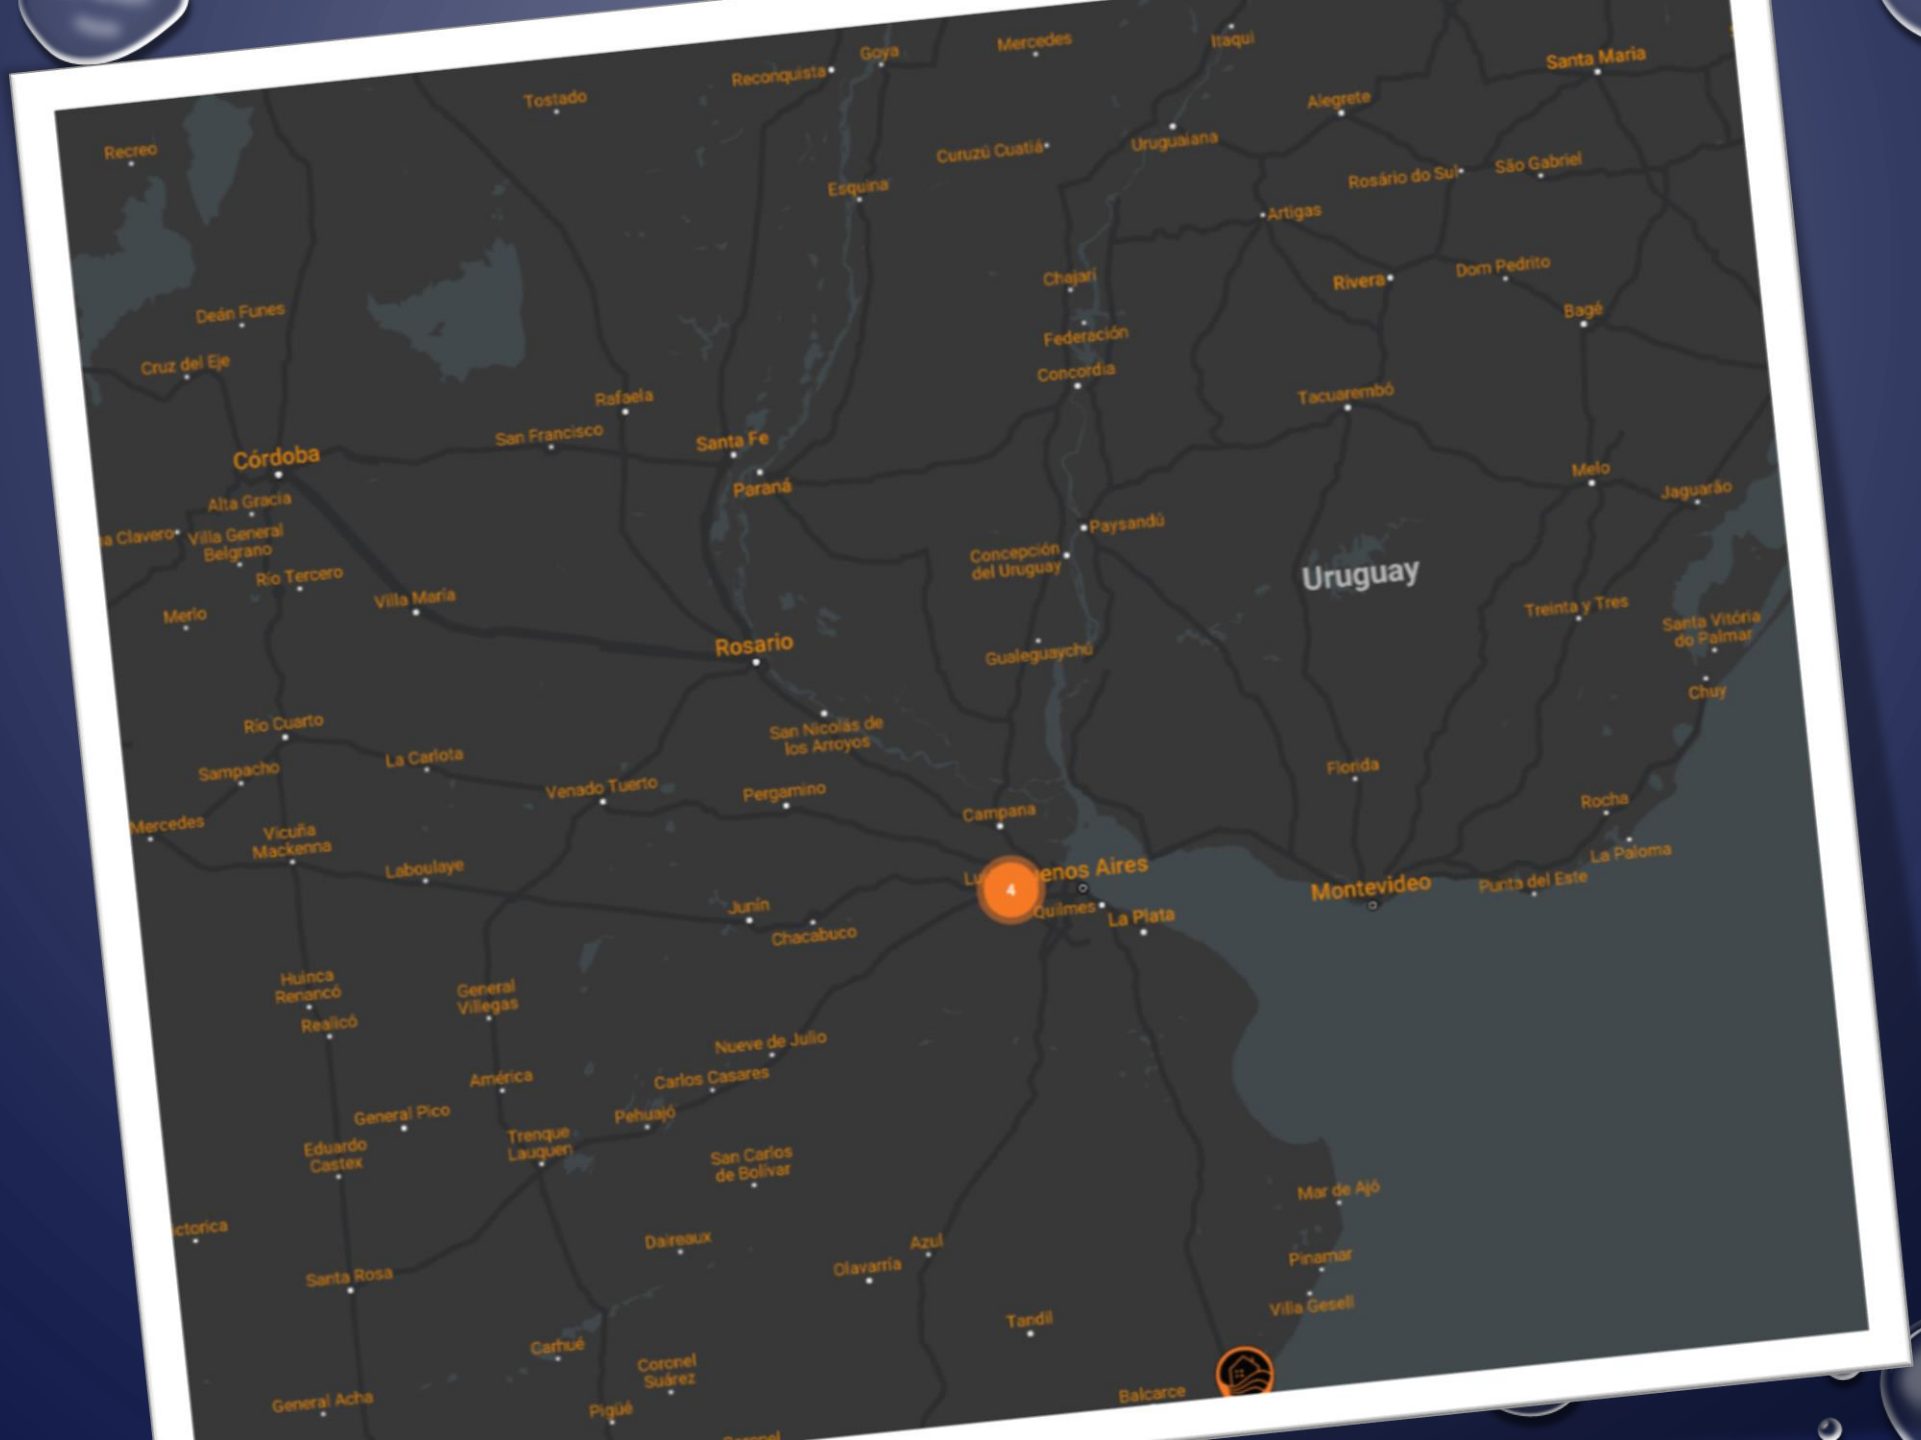 Goya
Mercedes
Itaqui
Santa Maria
Reconquista
Tostado
Alegrete
Recreo
Curuzú Cuatiá
Uruguaiana
Esquina
Rosário do Sul
São Gabriel
Artigas
Chajarí
Rivera
Dom Pedrito
Deán Funes
Federación
Bagé
Cruz del Eje
Concordia
Rafaela
Tacuarembó
San Francisco
Santa Fe
Córdoba
Paraná
Melo
Jaguarão
Alta Gracia
a Clavero
Villa General
Belgrano
Paysandú
Concepción
del Uruguay
Uruguay
Río Tercero
Villa María
Merlo
Treinta y Tres
Santa Vitória
do Palmar
Rosario
Gualeguaychú
Chuy
Río Cuarto
San Nicolás de
los Arroyos
La Carlota
Sampacho
Florida
Venado Tuerto
Pergamino
Campana
Rocha
Mercedes
Vicuña
Mackenna
La Paloma
Laboulaye
Lu
4
enos Aires
Montevideo
Punta del Este
Junín
Quilmes
La Plata
Chacabuco
Huinca
Renancó
General
Villegas
Realicó
Nueve de Julio
América
Carlos Casares
General Pico
Pehuajó
Eduardo
Castex
Trenque
Lauquen
San Carlos
de Bolívar
Mar de Ajó
ctorica
Daireaux
Azul
Olavarría
Pinamar
Santa Rosa
Villa Gesell
Tandil
Carhué
Coronel
Suárez
Balcarce
General Acha
Pigüé
Coronel